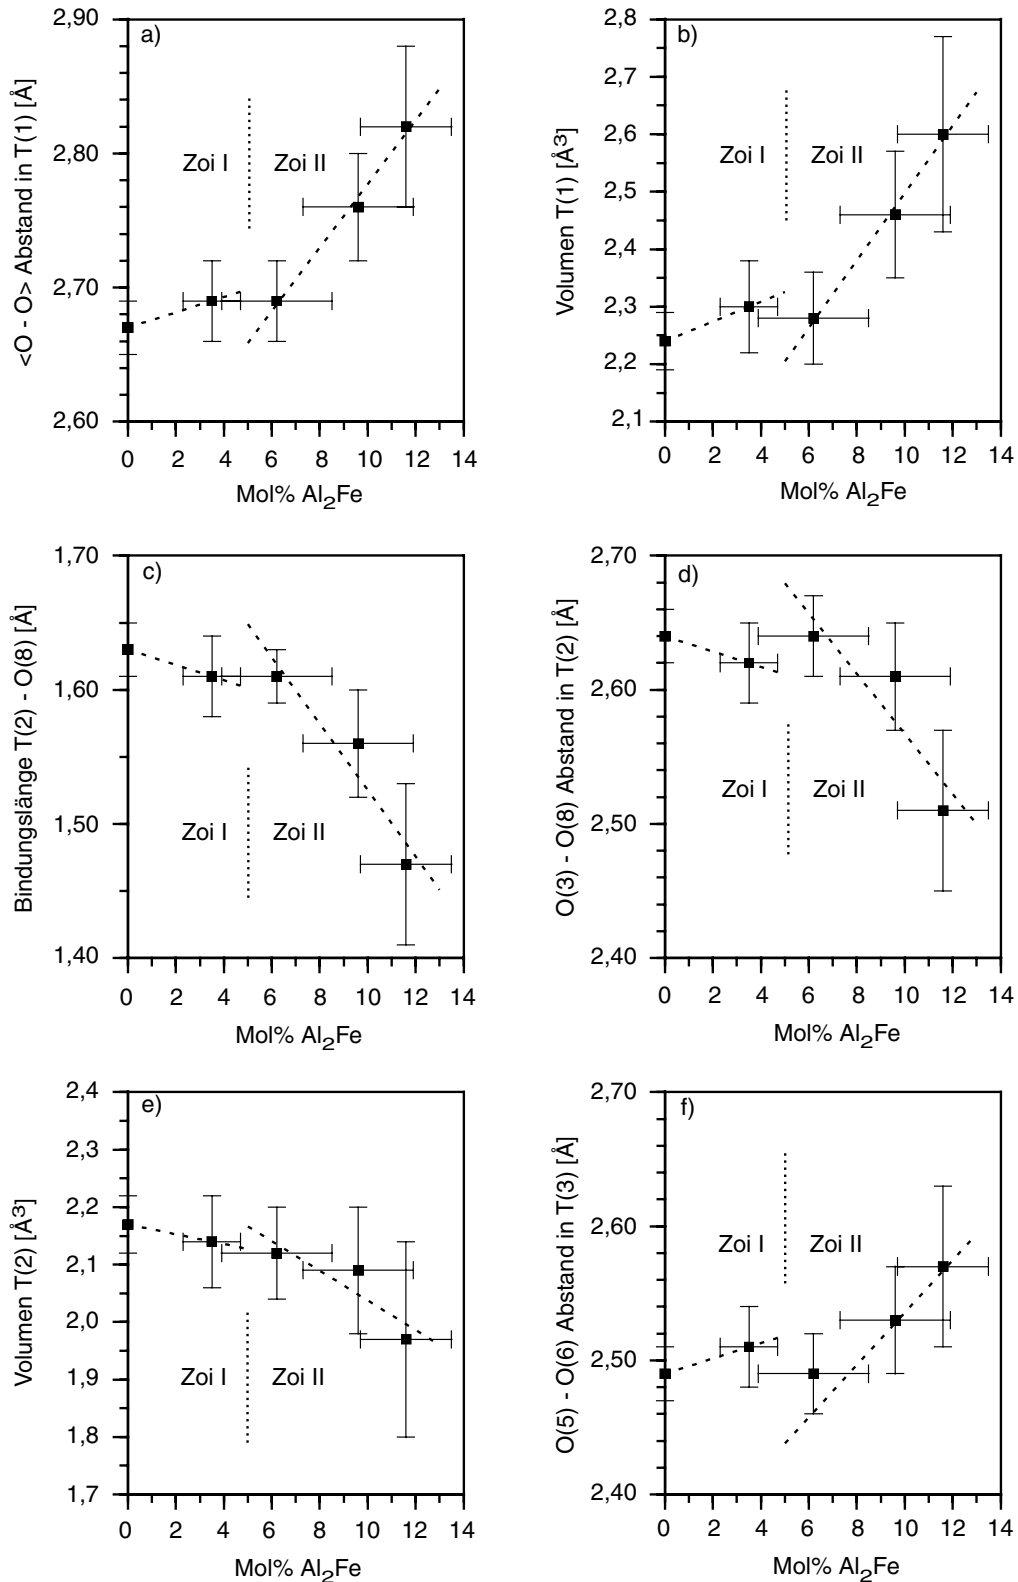 a)
<O - O> Abstand in T(1) [Å]
2,90
2,80
2,70
2,60
Zoi I
Zoi II
0 2 4 6 8 10 12 14
Mol% Al₂Fe
b)
Volumen T(1) [Å³]
2,8
2,7
2,6
2,5
2,4
2,3
2,2
2,1
Zoi I
Zoi II
0 2 4 6 8 10 12 14
Mol% Al₂Fe
c)
Bindungslänge T(2) - O(8) [Å]
1,70
1,60
1,50
1,40
Zoi I
Zoi II
0 2 4 6 8 10 12 14
Mol% Al₂Fe
d)
O(3) - O(8) Abstand in T(2) [Å]
2,70
2,60
2,50
2,40
Zoi I
Zoi II
0 2 4 6 8 10 12 14
Mol% Al₂Fe
e)
Volumen T(2) [Å³]
2,4
2,3
2,2
2,1
2,0
1,9
1,8
1,7
Zoi I
Zoi II
0 2 4 6 8 10 12 14
Mol% Al₂Fe
f)
O(5) - O(6) Abstand in T(3) [Å]
2,70
2,60
2,50
2,40
Zoi I
Zoi II
0 2 4 6 8 10 12 14
Mol% Al₂Fe